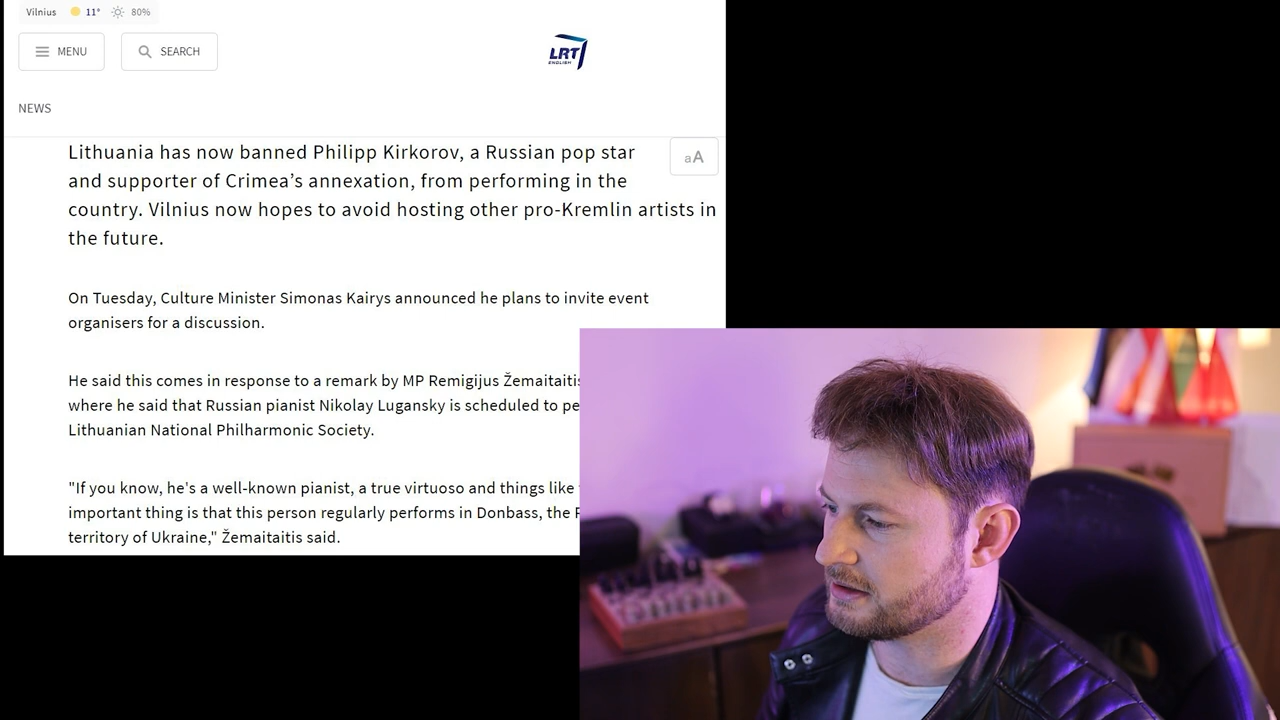 Vilnius 11° 80%
MENU SEARCH
LRT
ENGLISH
NEWS
Lithuania has now banned Philipp Kirkorov, a Russian pop star
aA
and supporter of Crimea’s annexation, from performing in the
country. Vilnius now hopes to avoid hosting other pro-Kremlin artists in
the future.
On Tuesday, Culture Minister Simonas Kairys announced he plans to invite event
organisers for a discussion.
He said this comes in response to a remark by MP Remigijus Žemaitaitis
where he said that Russian pianist Nikolay Lugansky is scheduled to pe
Lithuanian National Philharmonic Society.
"If you know, he's a well-known pianist, a true virtuoso and things like
important thing is that this person regularly performs in Donbass, the
territory of Ukraine," Žemaitaitis said.